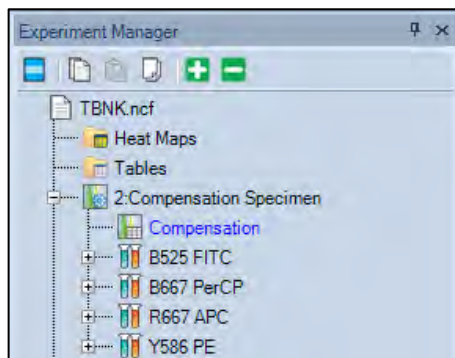 Experiment Manager
TBNK.ncf
Heat Maps
Tables
2:Compensation Specimen
Compensation
B525 FITC
B667 PerCP
R667 APC
Y586 PE